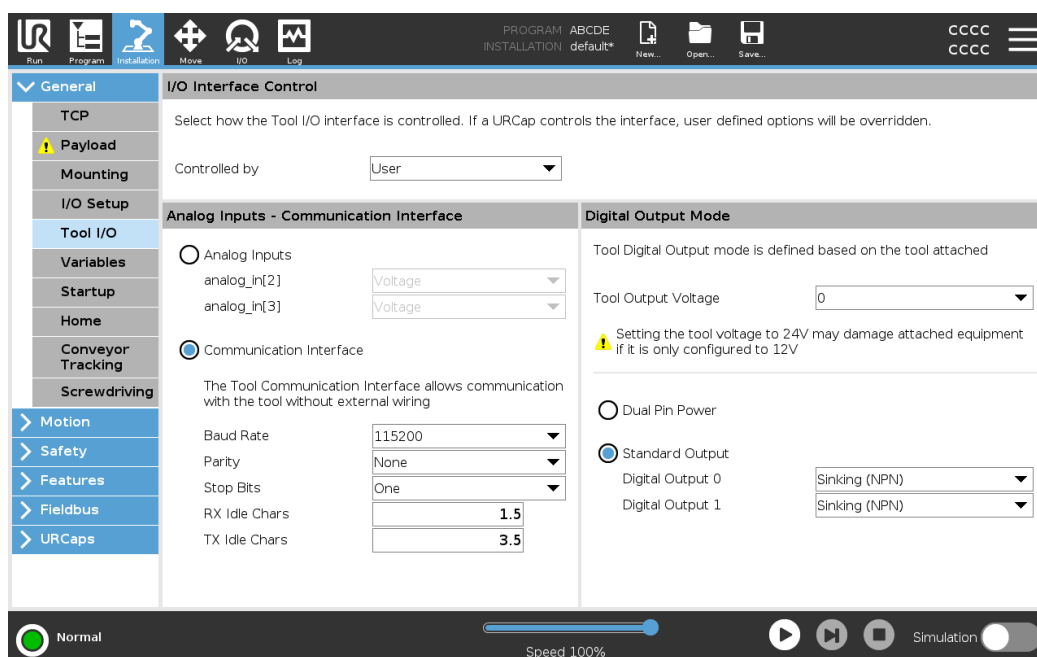 UR
Run
Program
Installation
Move
I/O
Log
PROGRAM ABCDE
INSTALLATION default*
New...
Open...
Save...
CCCC
CCCC
General
TCP
Payload
Mounting
I/O Setup
Tool I/O
Variables
Startup
Home
Conveyor
Tracking
Screwdriving
Motion
Safety
Features
Fieldbus
URCaps
I/O Interface Control
Select how the Tool I/O interface is controlled. If a URCap controls the interface, user defined options will be overridden.
Controlled by User
Analog Inputs - Communication Interface
Analog Inputs
analog_in[2] Voltage
analog_in[3] Voltage
Communication Interface
The Tool Communication Interface allows communication
with the tool without external wiring
Baud Rate 115200
Parity None
Stop Bits One
RX Idle Chars 1.5
TX Idle Chars 3.5
Digital Output Mode
Tool Digital Output mode is defined based on the tool attached
Tool Output Voltage 0
Setting the tool voltage to 24V may damage attached equipment
if it is only configured to 12V
Dual Pin Power
Standard Output
Digital Output 0 Sinking (NPN)
Digital Output 1 Sinking (NPN)
Normal
Speed 100%
Simulation